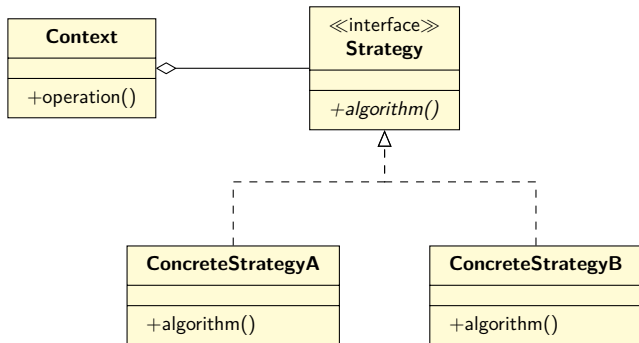 Context
+operation()
≪interface≫
Strategy
+algorithm()
ConcreteStrategyA
+algorithm()
ConcreteStrategyB
+algorithm()